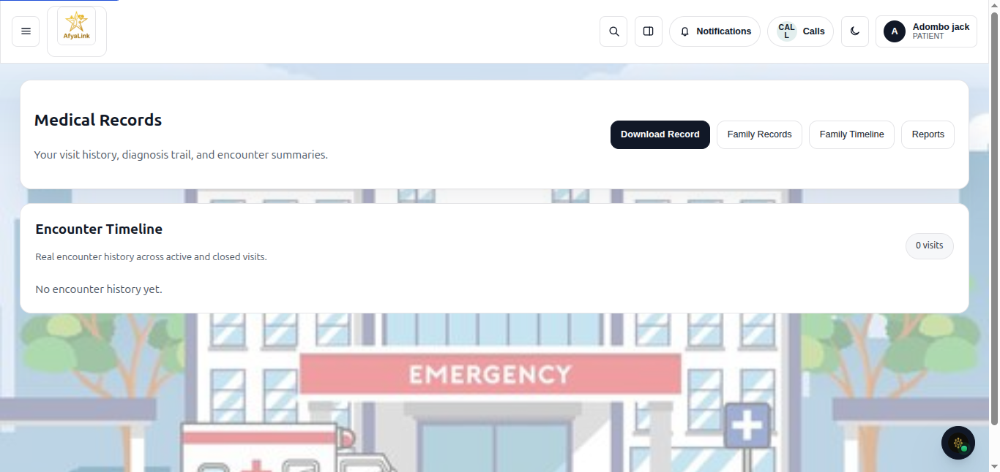 AfyaLink
Notifications
CAL
L
Calls
A
Adombo jack
PATIENT
Medical Records
Your visit history, diagnosis trail, and encounter summaries.
Download Record
Family Records
Family Timeline
Reports
Encounter Timeline
Real encounter history across active and closed visits.
0 visits
No encounter history yet.
EMERGENCY